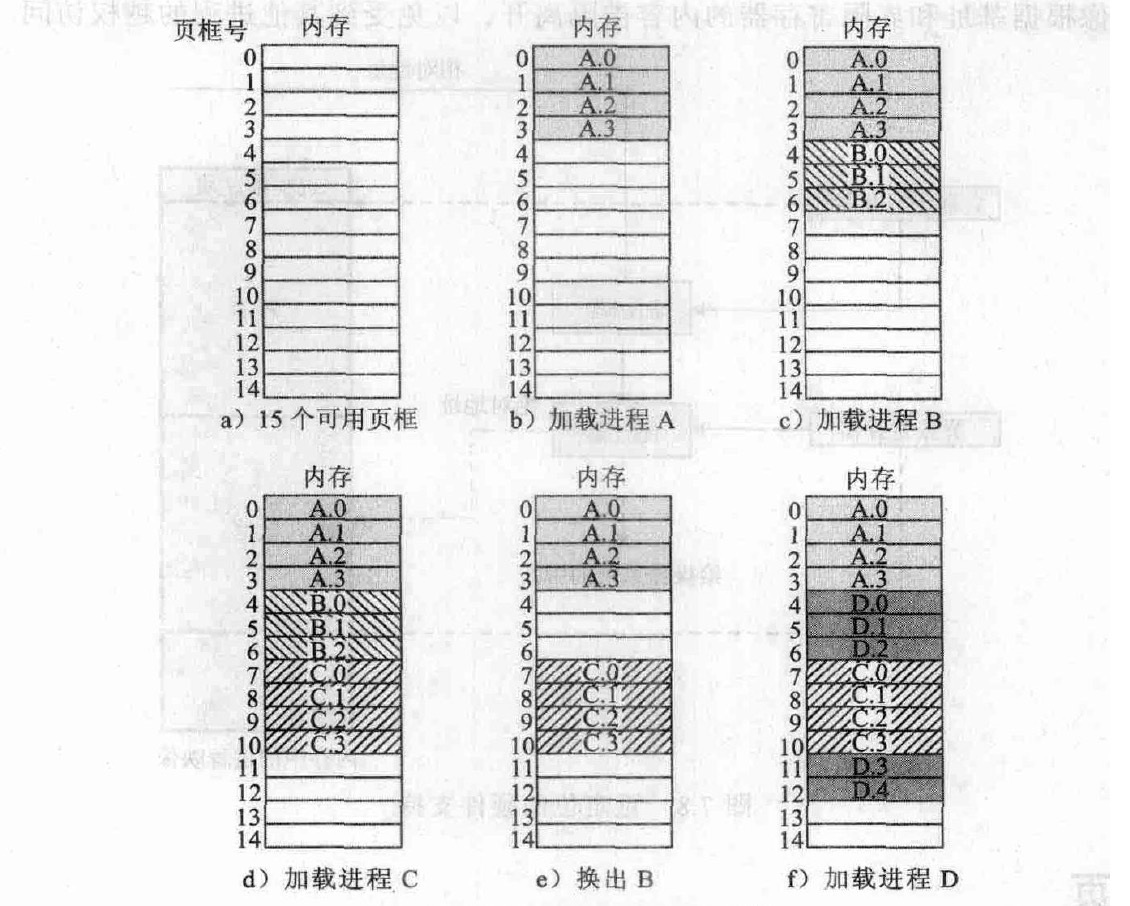 页框号
内存
0
1
2
3
4
5
6
7
8
9
10
11
12
13
14
a）15 个可用页框
内存
0 A.0
1 A.1
2 A.2
3 A.3
4
5
6
7
8
9
10
11
12
13
14
b）加载进程 A
内存
0 A.0
1 A.1
2 A.2
3 A.3
4 B.0
5 B.1
6 B.2
7
8
9
10
11
12
13
14
c）加载进程 B
内存
0 A.0
1 A.1
2 A.2
3 A.3
4 B.0
5 B.1
6 B.2
7 C.0
8 C.1
9 C.2
10 C.3
11
12
13
14
d）加载进程 C
内存
0 A.0
1 A.1
2 A.2
3 A.3
4
5
6
7 C.0
8 C.1
9 C.2
10 C.3
11
12
13
14
e）换出 B
内存
0 A.0
1 A.1
2 A.2
3 A.3
4 D.0
5 D.1
6 D.2
7 C.0
8 C.1
9 C.2
10 C.3
11 D.3
12 D.4
13
14
f）加载进程 D